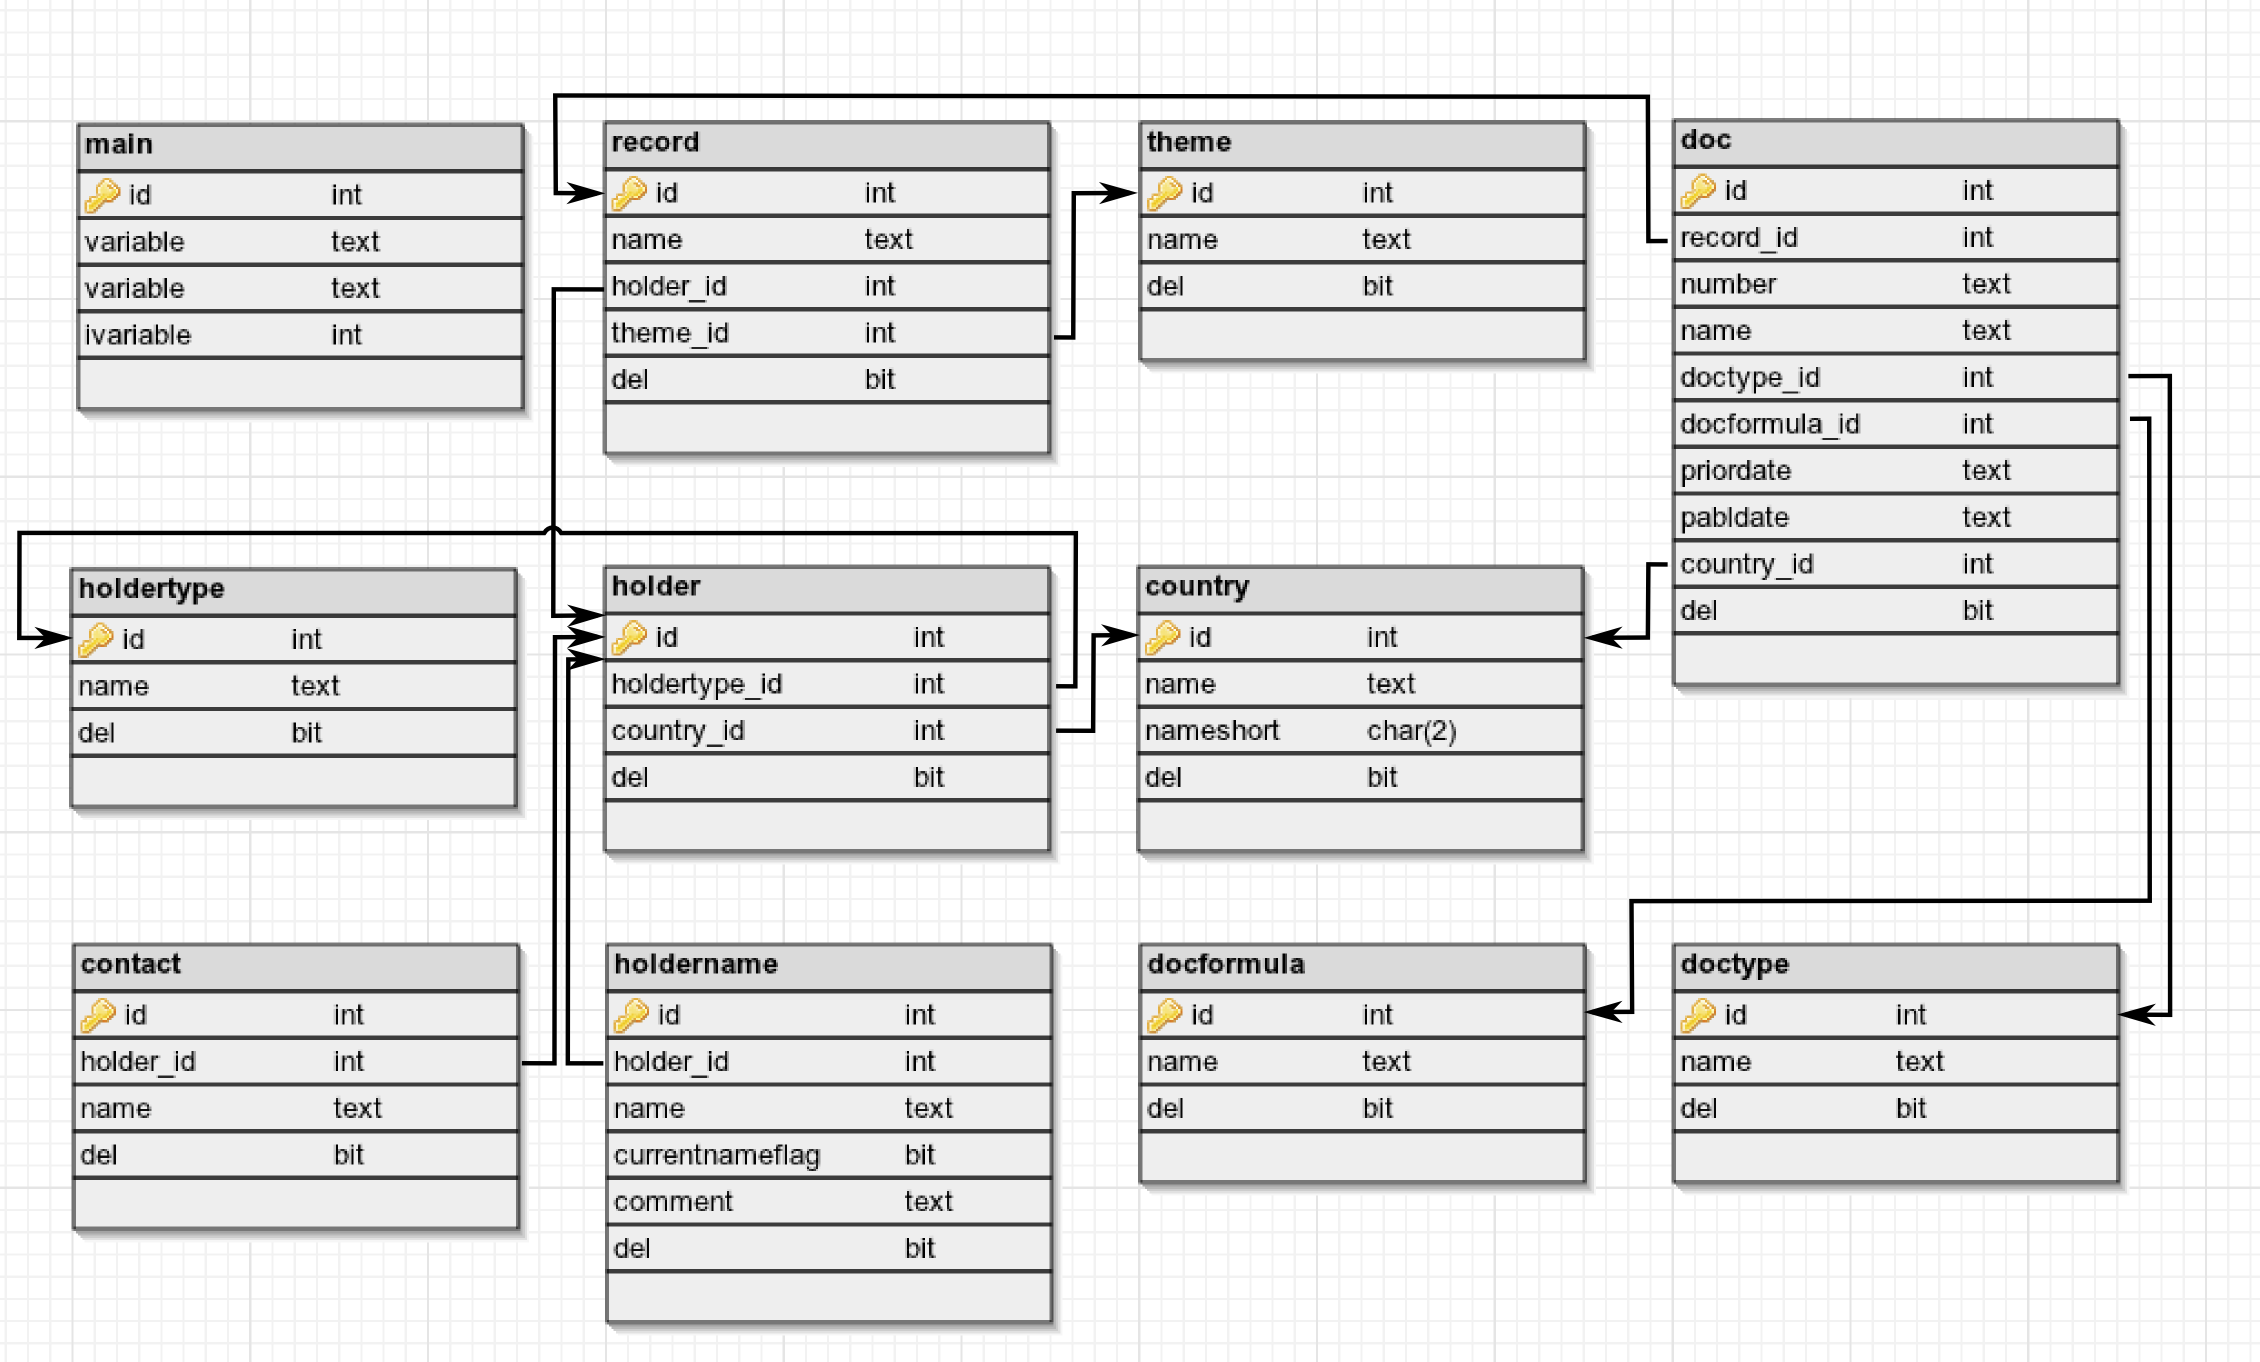 main
id int
variable text
variable text
ivariable int
record
id int
name text
holder_id int
theme_id int
del bit
theme
id int
name text
del bit
doc
id int
record_id int
number text
name text
doctype_id int
docformula_id int
priordate text
pabldate text
country_id int
del bit
holdertype
id int
name text
del bit
holder
id int
holdertype_id int
country_id int
del bit
country
id int
name text
nameshort char(2)
del bit
contact
id int
holder_id int
name text
del bit
holdername
id int
holder_id int
name text
currentnameflag bit
comment text
del bit
docformula
id int
name text
del bit
doctype
id int
name text
del bit